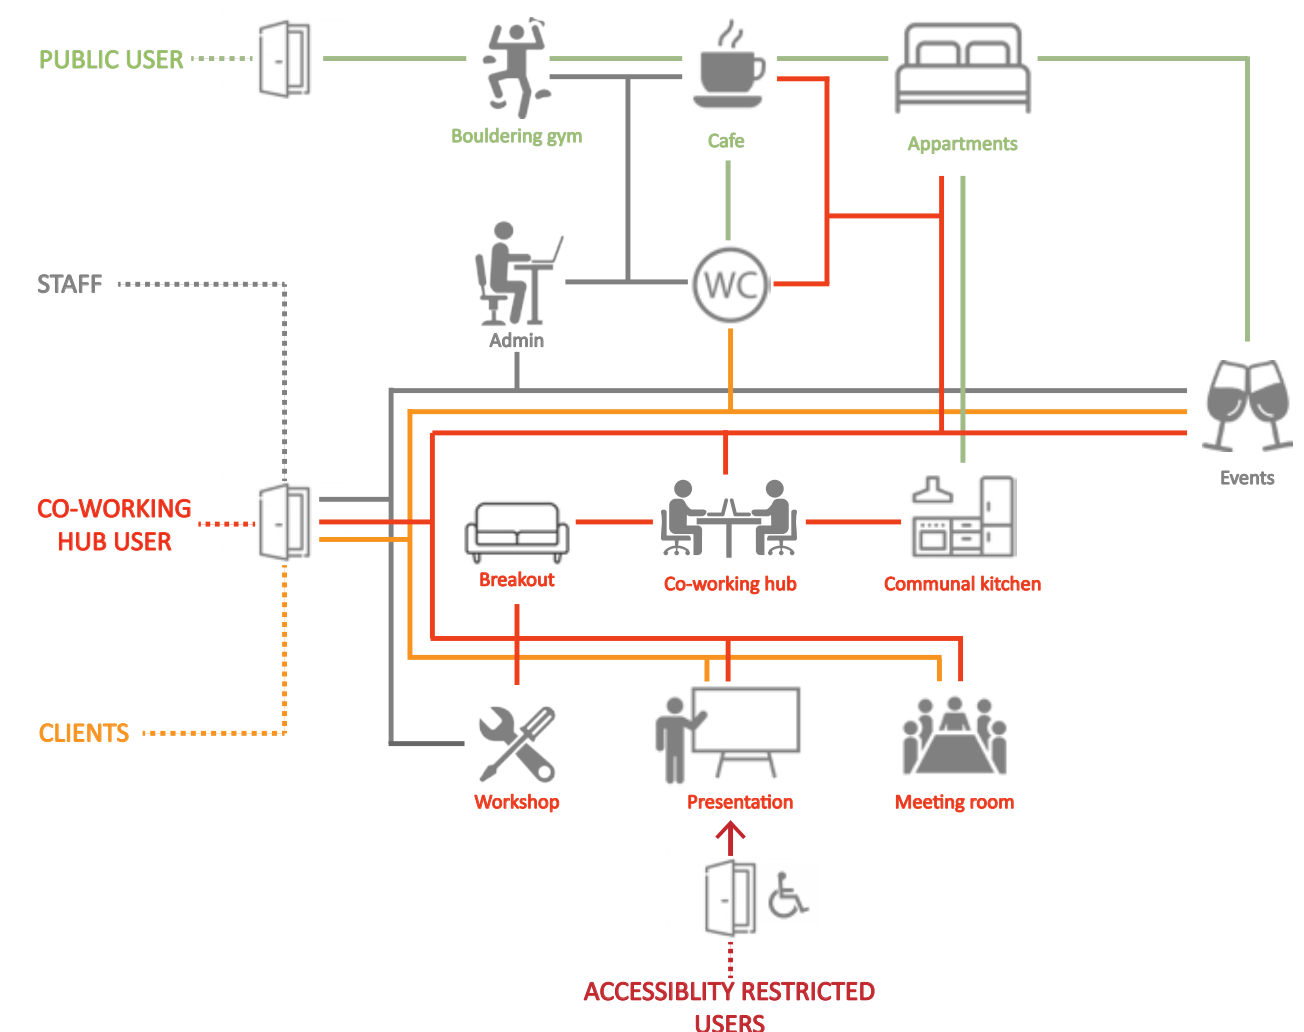 PUBLIC USER
Bouldering gym
Cafe
Appartments
STAFF
WC
Admin
Events
CO-WORKING
HUB USER
Breakout
Co-working hub
Communal kitchen
CLIENTS
Workshop
Presentation
Meeting room
ACCESSIBLITY RESTRICTED
USERS